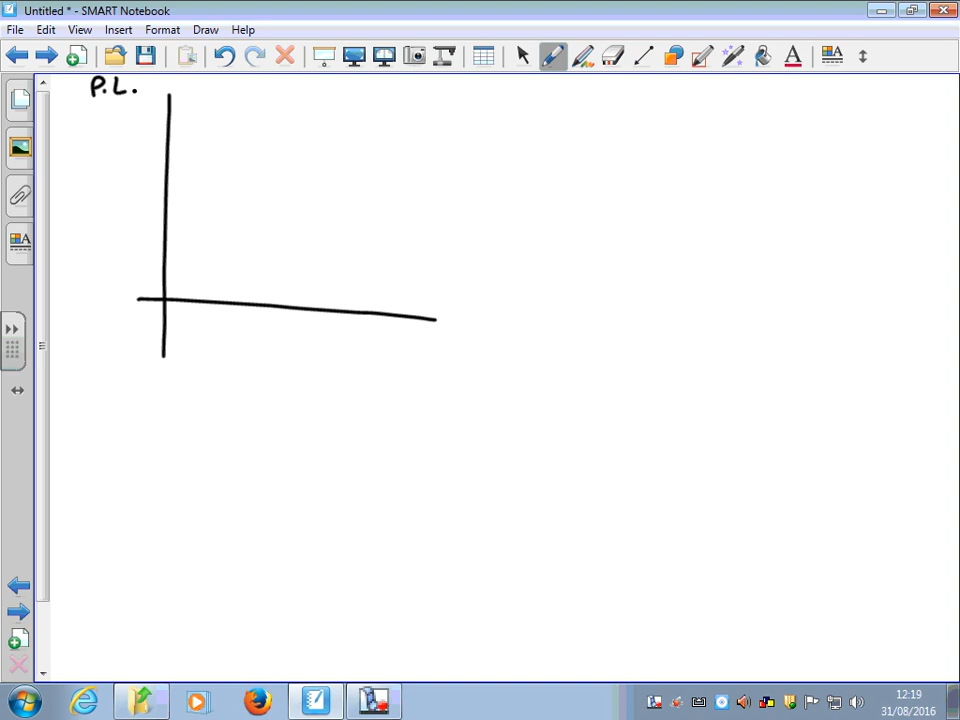 Untitled * - SMART Notebook
File Edit View Insert Format Draw Help
P.L.
12:19
31/08/2016